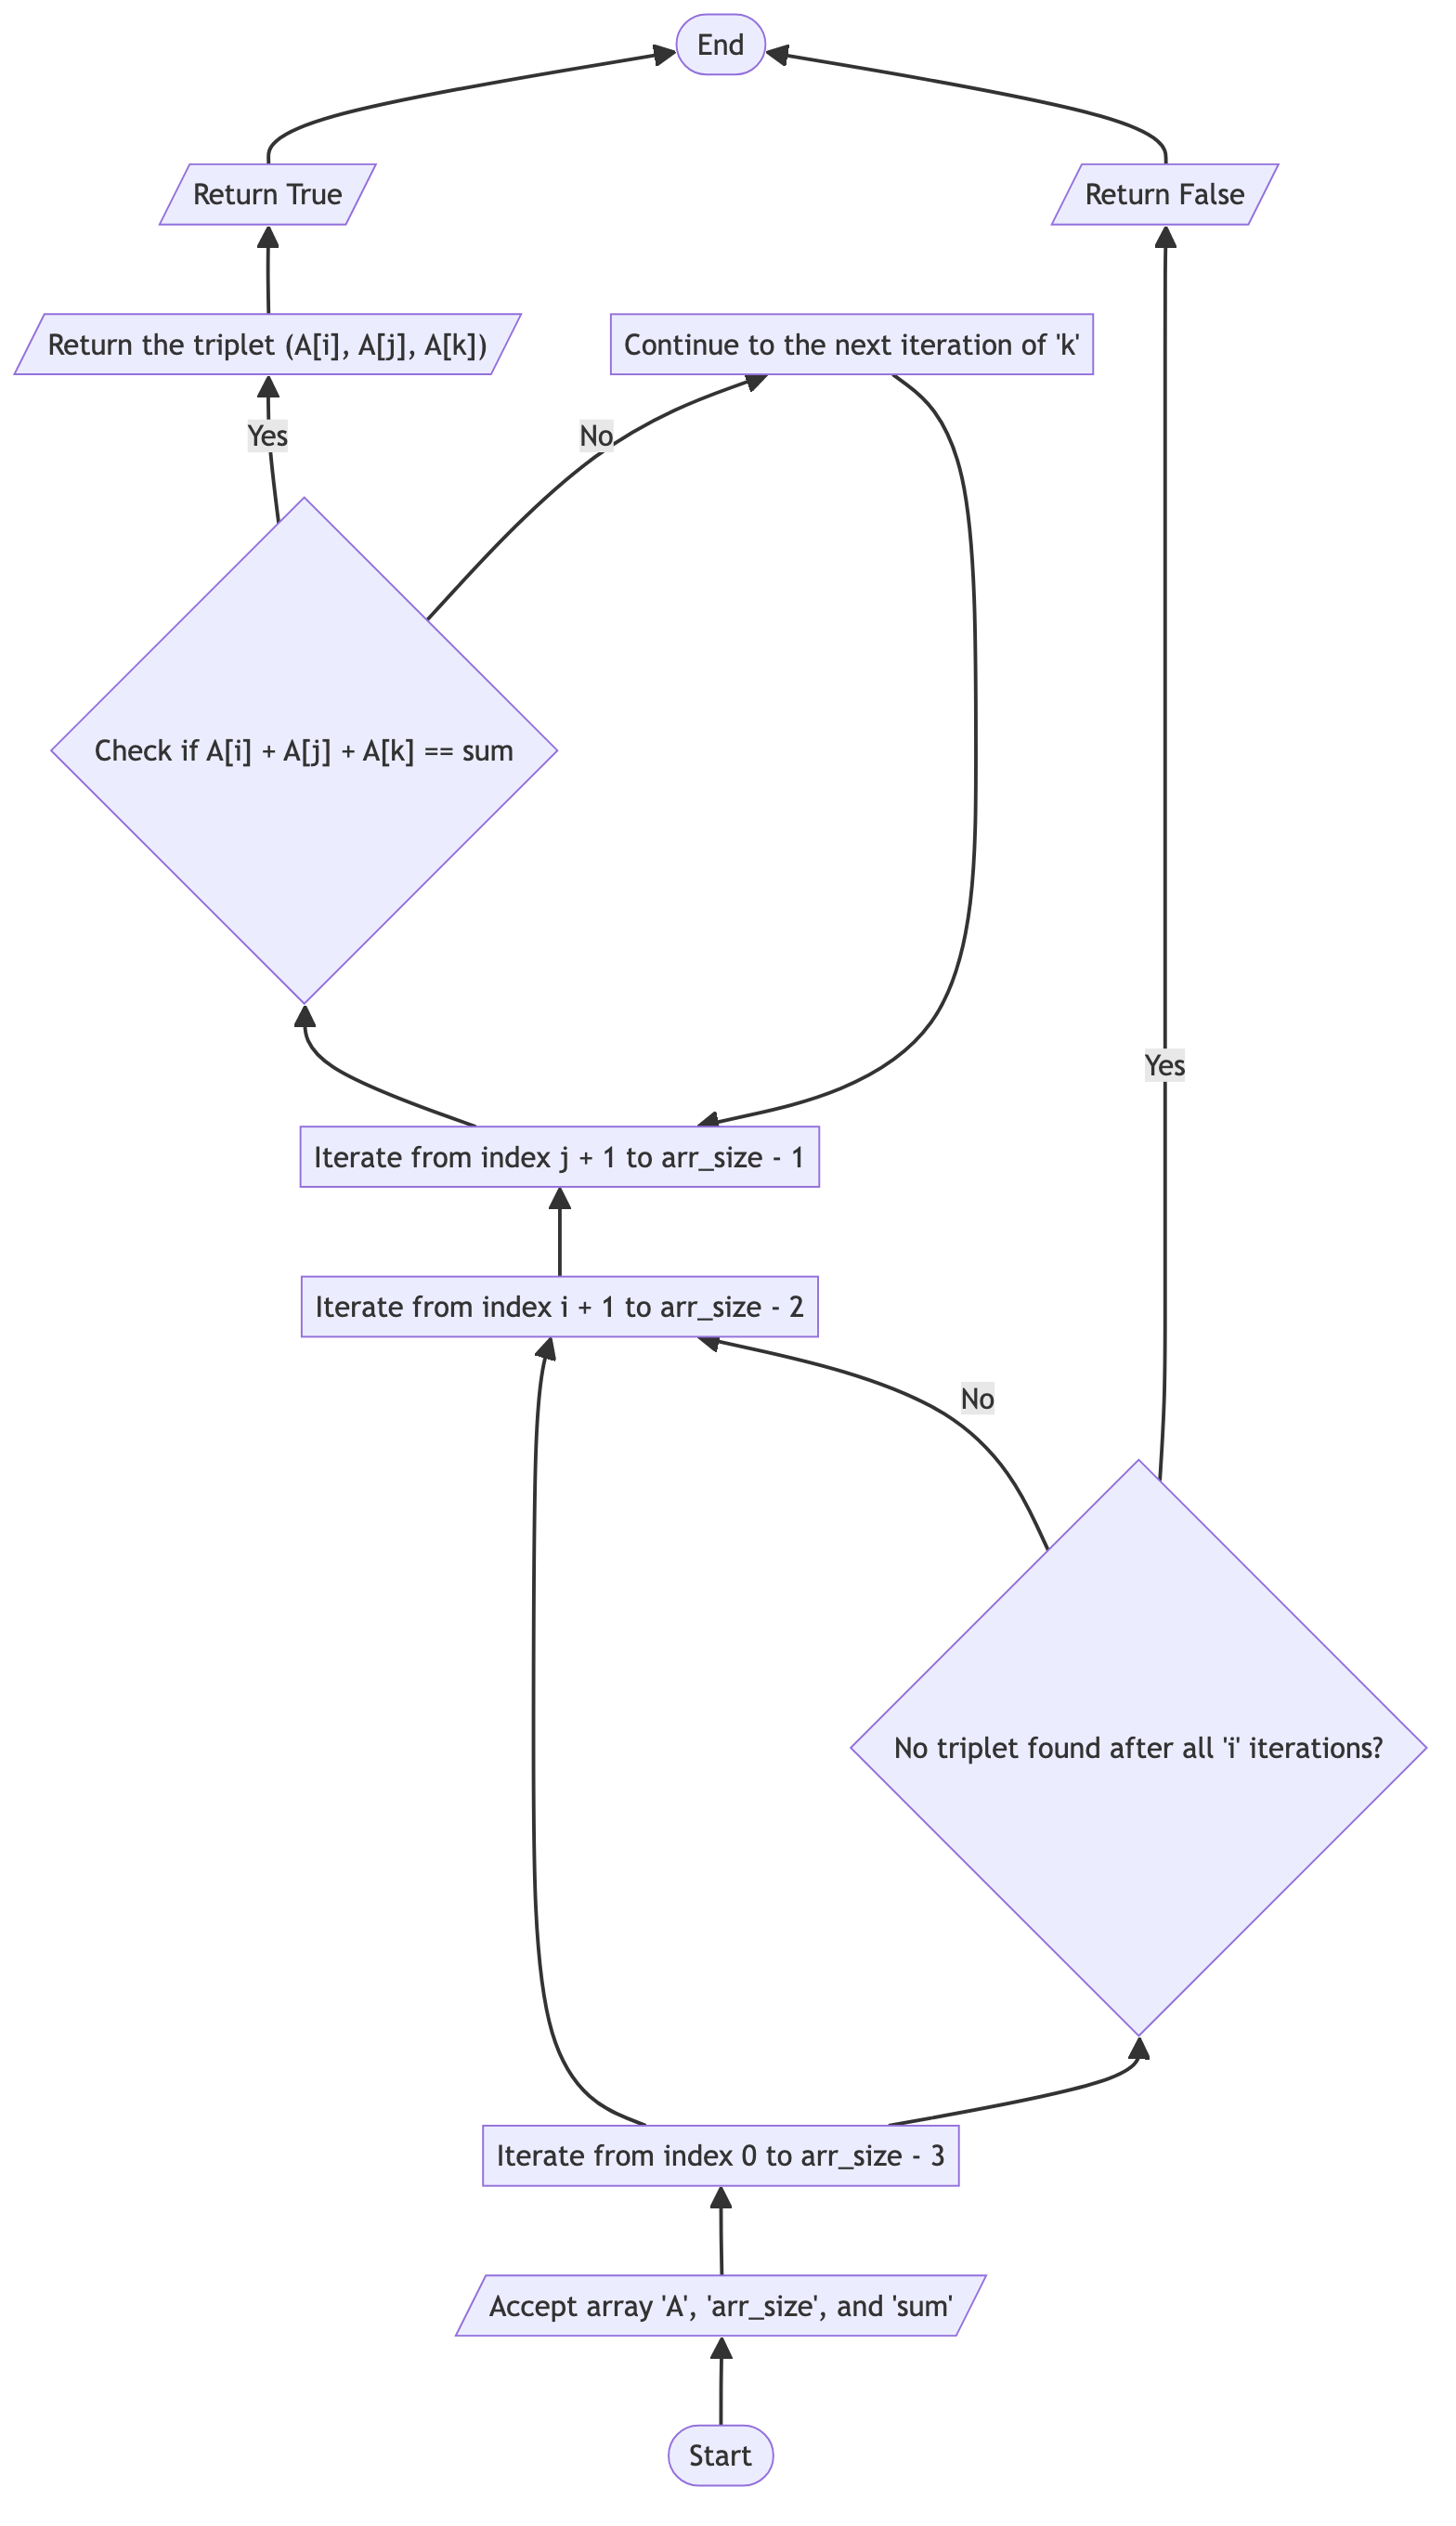 End
Return True
Return False
Return the triplet (A[i], A[j], A[k])
Continue to the next iteration of 'k'
Yes
No
Check if A[i] + A[j] + A[k] == sum
Yes
Iterate from index j + 1 to arr_size - 1
Iterate from index i + 1 to arr_size - 2
No
No triplet found after all 'i' iterations?
Iterate from index 0 to arr_size - 3
Accept array 'A', 'arr_size', and 'sum'
Start